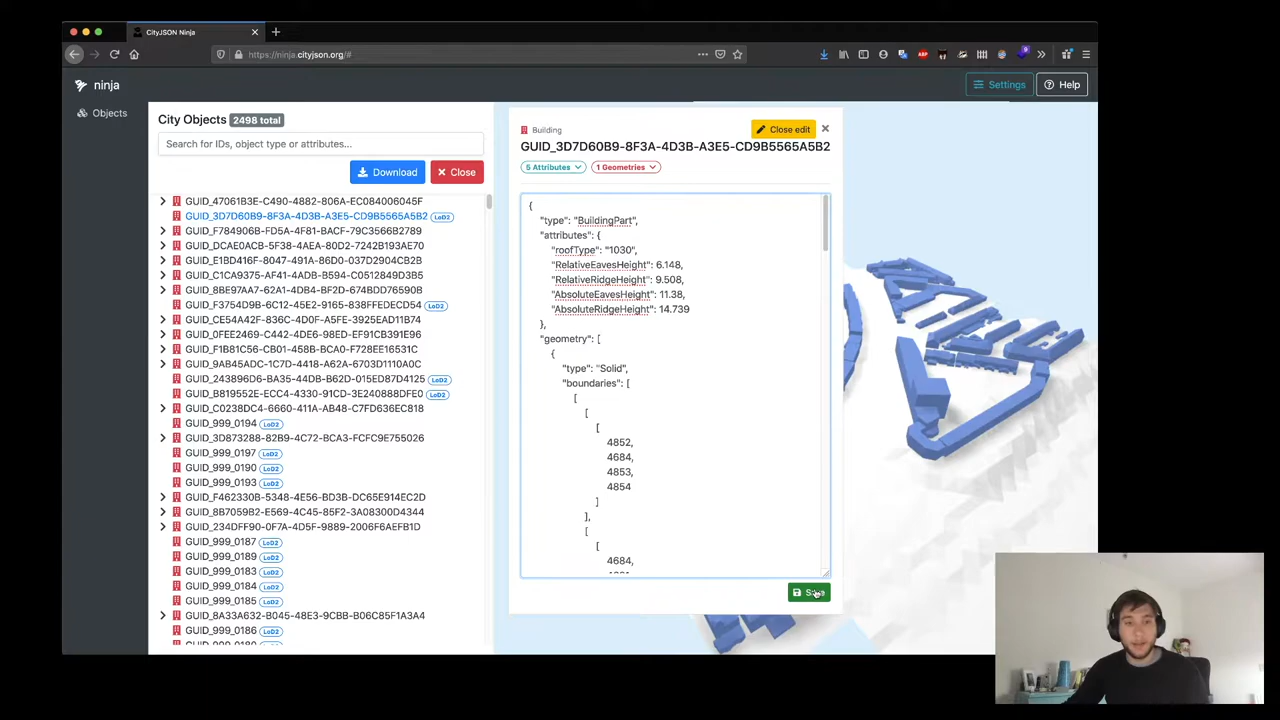 CityJSON Ninja
https://ninja.cityjson.org/#
ninja
Settings
Help
Objects
City Objects 2498 total
Search for IDs, object type or attributes...
Download
Close
GUID_47061B3E-C490-4882-806A-EC084006045F
GUID_3D7D60B9-8F3A-4D3B-A3E5-CD9B5565A5B2 LoD2
GUID_F784906B-FD5A-4F81-BACF-79C3566B2789
GUID_DCAE0ACB-5F38-4AEA-80D2-7242B193AE70
GUID_E1BD416F-8047-491A-86D0-037D2904CB2B
GUID_C1CA9375-AF41-4ADB-B594-C0512849D3B5
GUID_8BE97AA7-62A1-4DB4-BF2D-674BDD76590B
GUID_F3754D9B-6C12-45E2-9165-838FFEDECD54 LoD2
GUID_CE54A42F-836C-4D0F-A5FE-3925EAD11B74
GUID_0FEE2469-C442-4DE6-98ED-EF91CB391E96
GUID_F1B81C56-CB01-458B-BCA0-F728EE16531C
GUID_9AB45ADC-1C7D-4418-A62A-6703D1110A0C
GUID_243896D6-BA35-44DB-B62D-015ED87D4125 LoD2
GUID_B819552E-ECC4-4330-91CD-3E240888DFE0 LoD2
GUID_C0238DC4-6660-411A-AB48-C7FD636EC818
GUID_999_0194 LoD2
GUID_3D873288-82B9-4C72-BCA3-FCFC9E755026
GUID_999_0197 LoD2
GUID_999_0190 LoD2
GUID_999_0193 LoD2
GUID_F462330B-5348-4E56-BD3B-DC65E914EC2D
GUID_8B7059B2-E569-4C45-85F2-3A08300D4344
GUID_234DFF90-0F7A-4D5F-9889-2006F6AEFB1D
GUID_999_0187 LoD2
GUID_999_0189 LoD2
GUID_999_0183 LoD2
GUID_999_0184 LoD2
GUID_999_0185 LoD2
GUID_8A33A632-B045-48E3-9CBB-B06C85F1A3A4
GUID_999_0186 LoD2
Building
Close edit
GUID_3D7D60B9-8F3A-4D3B-A3E5-CD9B5565A5B2
5 Attributes
1 Geometries
{
"type": "BuildingPart",
"attributes": {
"roofType": "1030",
"RelativeEavesHeight": 6.148,
"RelativeRidgeHeight": 9.508,
"AbsoluteEavesHeight": 11.38,
"AbsoluteRidgeHeight": 14.739
},
"geometry": [
{
"type": "Solid",
"boundaries": [
[
[
[
4852,
4684,
4853,
4854
]
],
[
[
4684,